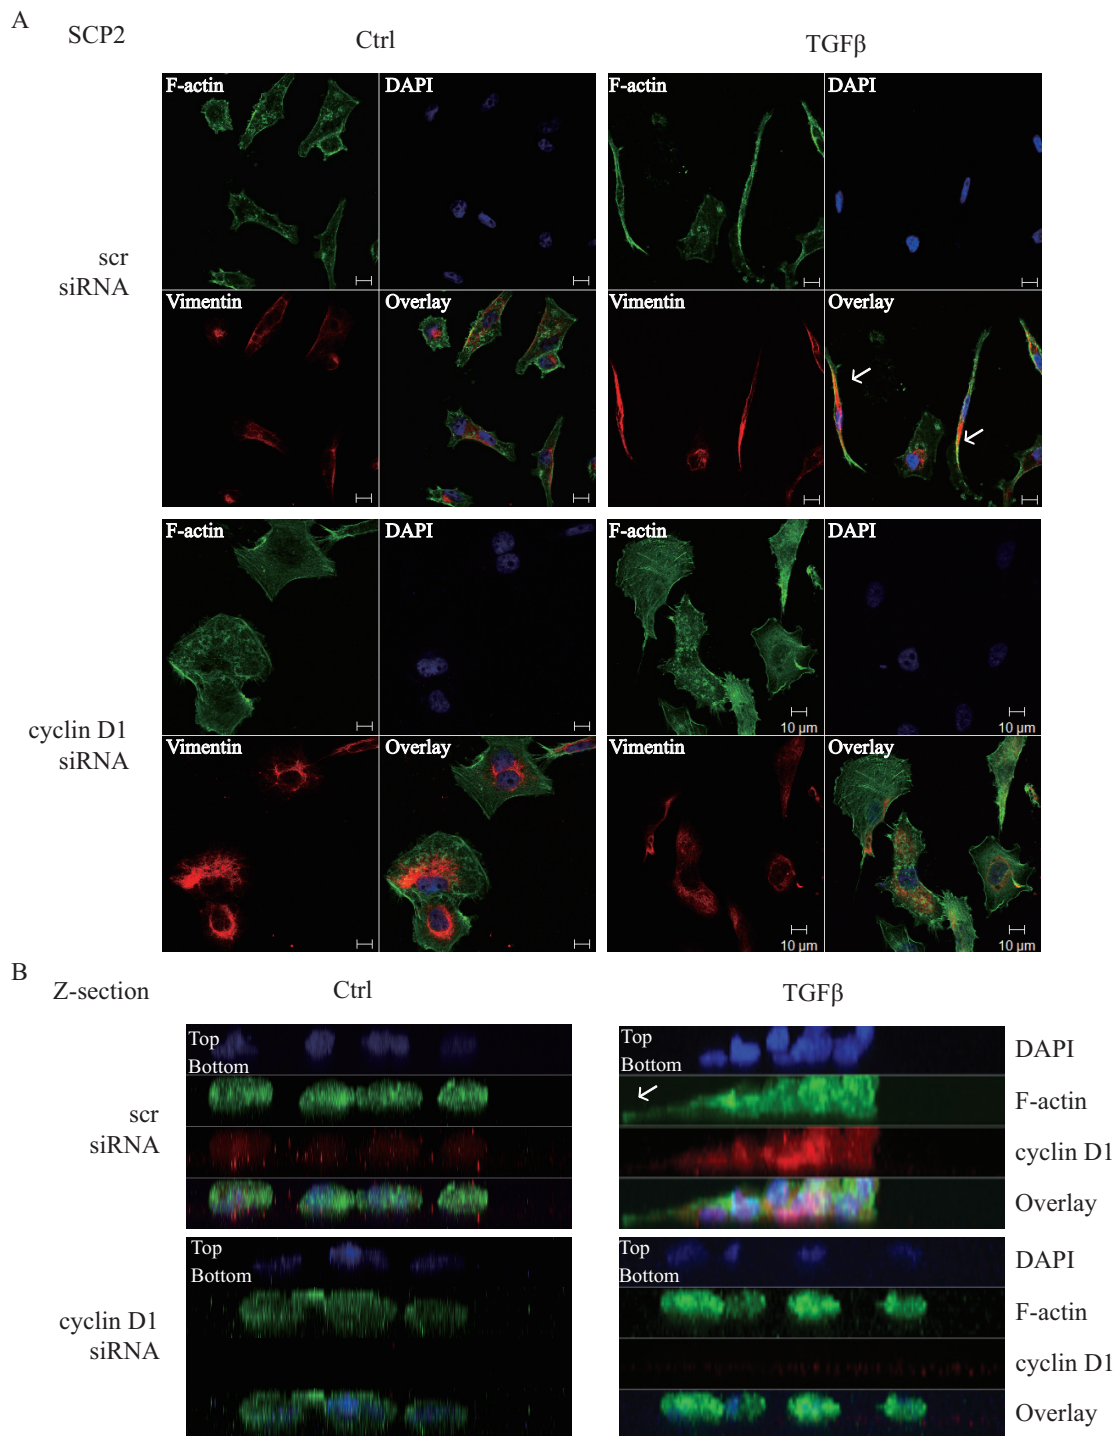 A
SCP2
Ctrl
TGFβ
F-actin
DAPI
F-actin
DAPI
scr
siRNA
Vimentin
Overlay
Vimentin
Overlay
F-actin
DAPI
F-actin
DAPI
10 µm
10 µm
cyclin D1
siRNA
Vimentin
Overlay
Vimentin
Overlay
10 µm
10 µm
B
Z-section
Ctrl
TGFβ
Top
Bottom
Top
Bottom
DAPI
F-actin
scr
siRNA
cyclin D1
Overlay
Top
Bottom
Top
Bottom
DAPI
F-actin
cyclin D1
siRNA
cyclin D1
Overlay